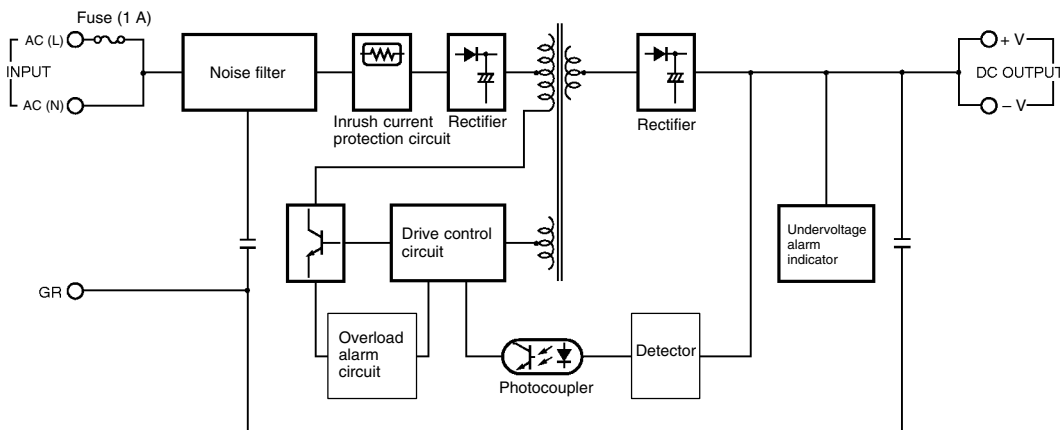 Fuse (1 A)
AC (L)
INPUT
AC (N)
Noise filter
Inrush current
protection circuit
Rectifier
Rectifier
+ V
DC OUTPUT
– V
Drive control
circuit
Undervoltage
alarm
indicator
GR
Overload
alarm
circuit
Photocoupler
Detector